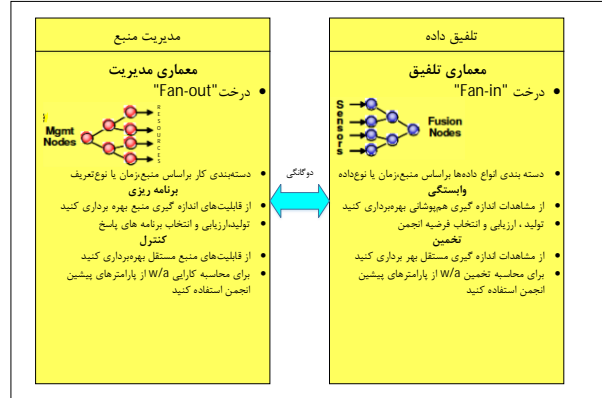 تلفیق داده
معماری تلفیق
درخت "Fan-in"
Sensors
Fusion
Nodes
دسته بندی انواع داده‌ها براساس منبع،زمان یا نوع‌داده
وابستگی
از مشاهدات اندازه گیری هم‌پوشانی بهره‌برداری کنید
تولید ، ارزیابی و انتخاب فرضیه انجمن
تخمین
از مشاهدات اندازه گیری مستقل بهر برداری کنید
برای محاسبه تخمین w/a از پارامترهای پیشین
انجمن استفاده کنید
دوگانگی
مدیریت منبع
معماری مدیریت
درخت "Fan-out"
Mgmt
Nodes
RESOURCES
دسته‌بندی کار براساس منبع،زمان یا نوع‌تعریف
برنامه ریزی
از قابلیت‌های اندازه گیری منبع بهره برداری کنید
تولید،ارزیابی و انتخاب برنامه های پاسخ
کنترل
از قابلیت‌های منبع مستقل بهره‌برداری کنید
برای محاسبه کارایی w/a از پارامترهای پیشین
انجمن استفاده کنید